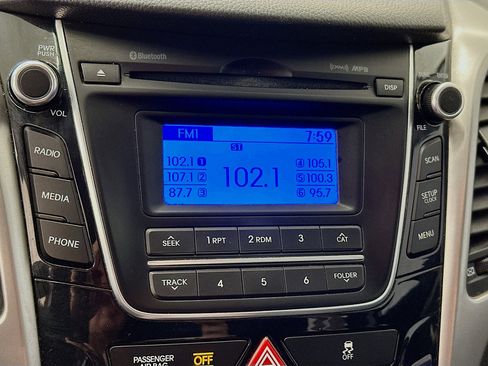 PWR
PUSH
Bluetooth
MP3
DISP
VOL
FILE
FM1 7:59
ST
102.1 1 4 105.1
107.1 2 102.1 5 100.3
87.7 3 6 95.7
RADIO
MEDIA
PHONE
SCAN
SETUP
CLOCK
MENU
SEEK 1 RPT 2 RDM 3 CAT
TRACK 4 5 6 FOLDER
PASSENGER
AIR BAG
OFF
OFF